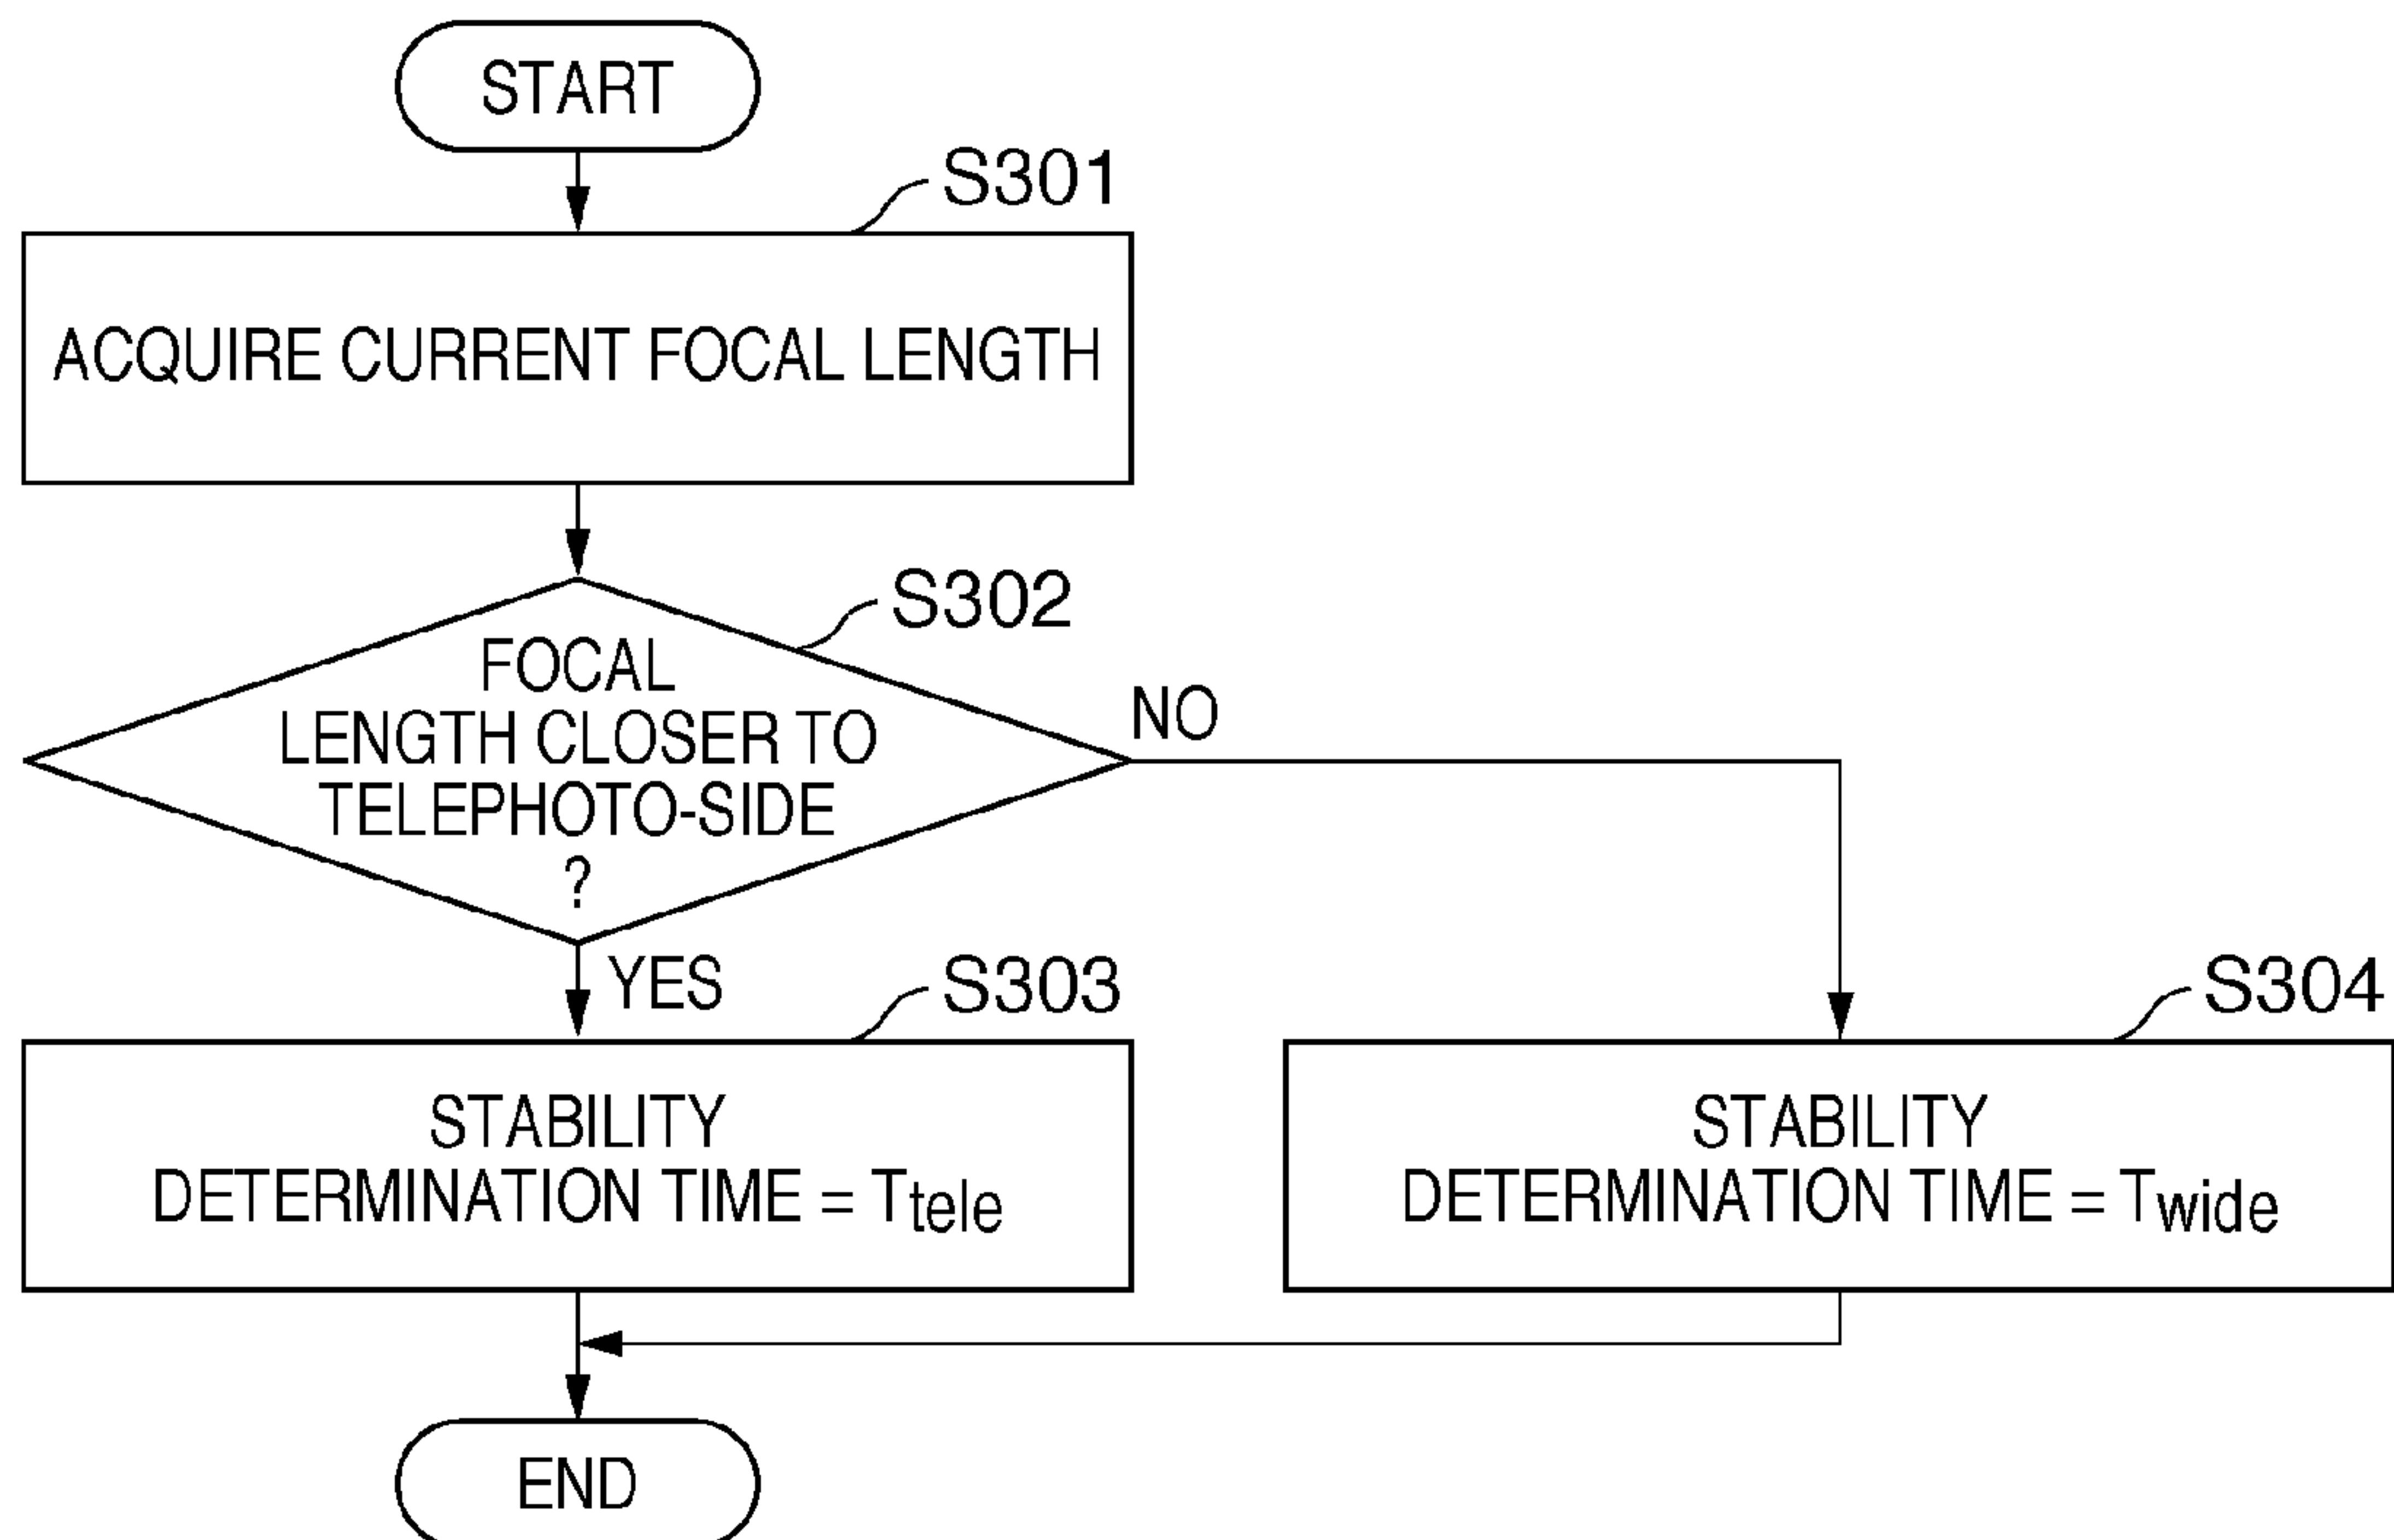 START
S301
ACQUIRE CURRENT FOCAL LENGTH
S302
FOCAL
LENGTH CLOSER TO
TELEPHOTO-SIDE
?
NO
YES
S303
STABILITY
DETERMINATION TIME = Ttele
S304
STABILITY
DETERMINATION TIME = Twide
END